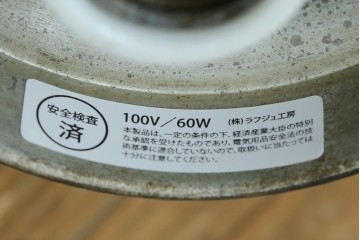 安全検査
済
100V／60W　(株)ラフジュ工房
本製品は、一定の条件の下、経済産業大臣の特別
な承認を受けたものであり、電気用品安全法の技
術基準に適合していないので、取扱いに当たっては
十分に注意してください。